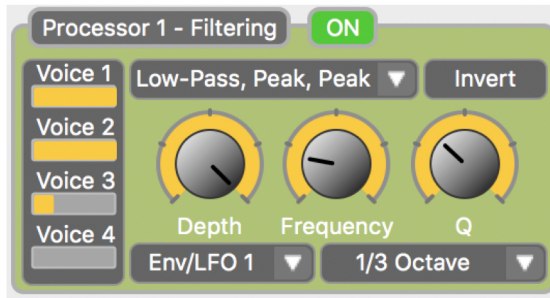 Processor 1 - Filtering
ON
Voice 1
Voice 2
Voice 3
Voice 4
Low-Pass, Peak, Peak
Invert
Depth
Frequency
Q
Env/LFO 1
1/3 Octave